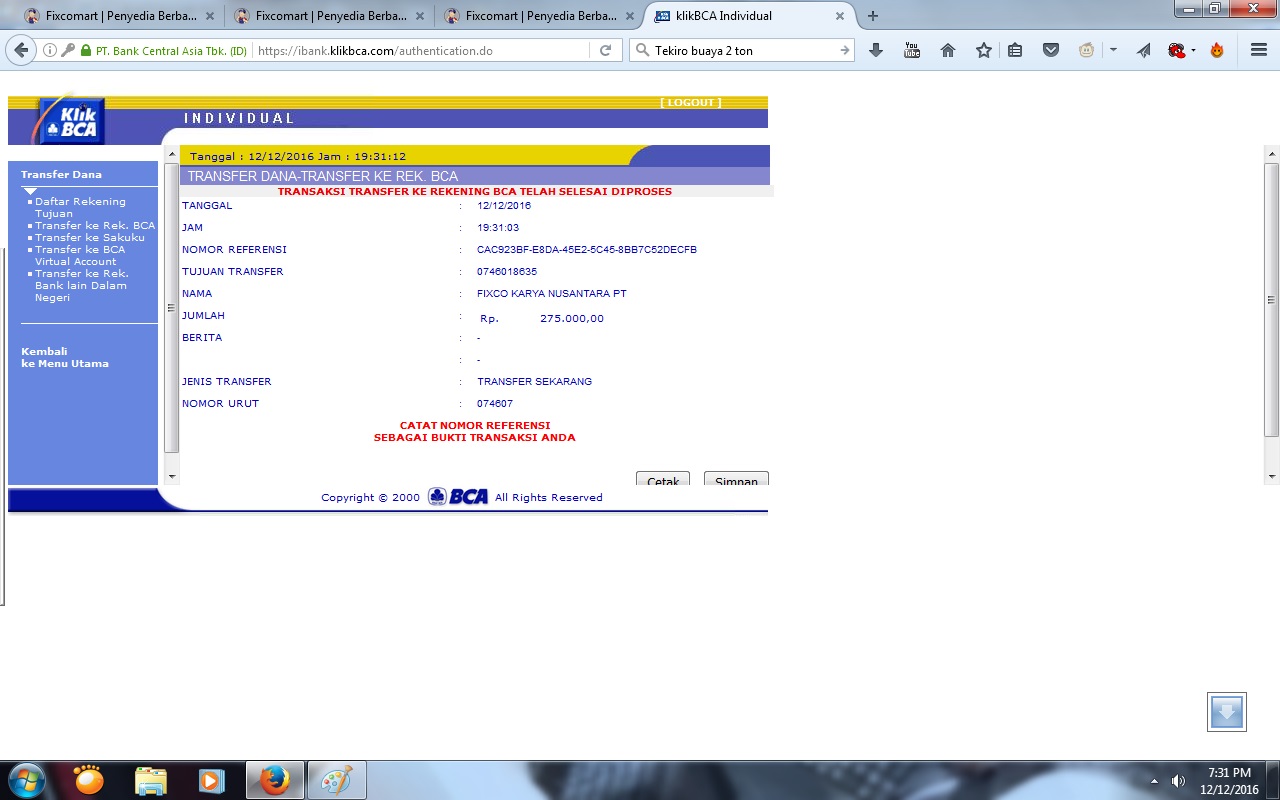 Fixcomart | Penyedia Berba...
Fixcomart | Penyedia Berba...
Fixcomart | Penyedia Berba...
klikBCA Individual
PT. Bank Central Asia Tbk. (ID)
https://ibank.klikbca.com/authentication.do
Tekiro buaya 2 ton
You Tube
[ LOGOUT ]
Klik BCA
INDIVIDUAL
Tanggal : 12/12/2016 Jam : 19:31:12
Transfer Dana
Daftar Rekening
Tujuan
Transfer ke Rek. BCA
Transfer ke Sakuku
Transfer ke BCA
Virtual Account
Transfer ke Rek.
Bank lain Dalam
Negeri
Kembali
ke Menu Utama
TRANSFER DANA-TRANSFER KE REK. BCA
TRANSAKSI TRANSFER KE REKENING BCA TELAH SELESAI DIPROSES
TANGGAL : 12/12/2016
JAM : 19:31:03
NOMOR REFERENSI : CAC923BF-E8DA-45E2-5C45-8BB7C52DECFB
TUJUAN TRANSFER : 0746018635
NAMA : FIXCO KARYA NUSANTARA PT
JUMLAH : Rp. 275.000,00
BERITA : -
: -
JENIS TRANSFER : TRANSFER SEKARANG
NOMOR URUT : 074607
CATAT NOMOR REFERENSI
SEBAGAI BUKTI TRANSAKSI ANDA
Cetak Simpan
Copyright © 2000 BCA All Rights Reserved
7:31 PM
12/12/2016